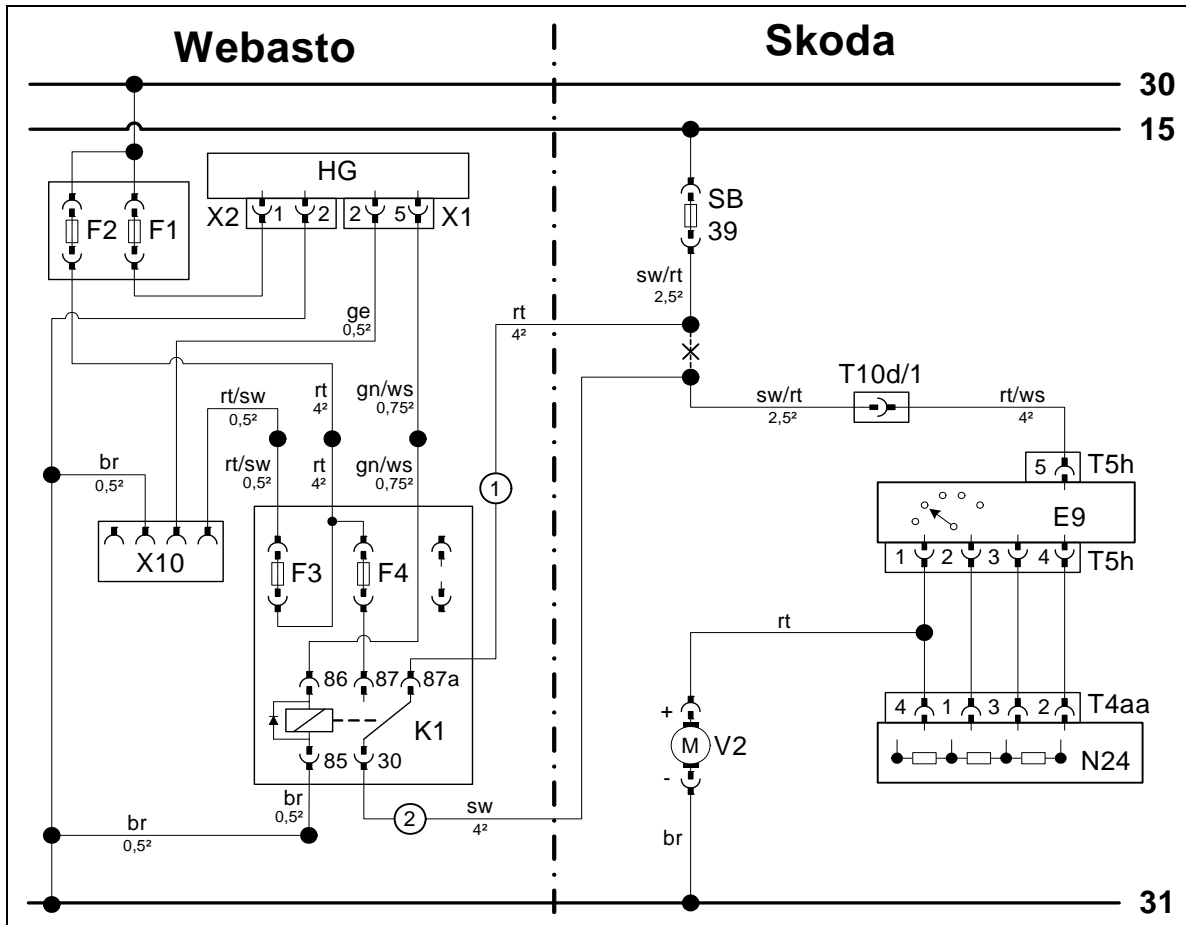 Webasto Skoda
30
15
HG
X2 1 2 2 5 X1
F2 F1
SB
39
sw/rt
2,5²
ge
0,5²
rt
4²
T10d/1
rt/sw
0,5²
rt
4²
gn/ws
0,75²
sw/rt
2,5²
rt/ws
4²
br
0,5²
rt/sw
0,5²
rt
4²
gn/ws
0,75²
1
5 T5h
E9
X10
F3 F4
1 2 3 4 T5h
rt
86 87 87a
K1
85 30
+
M V2
-
4 1 3 2 T4aa
N24
br
0,5²
2
sw
4²
br
0,5²
br
31